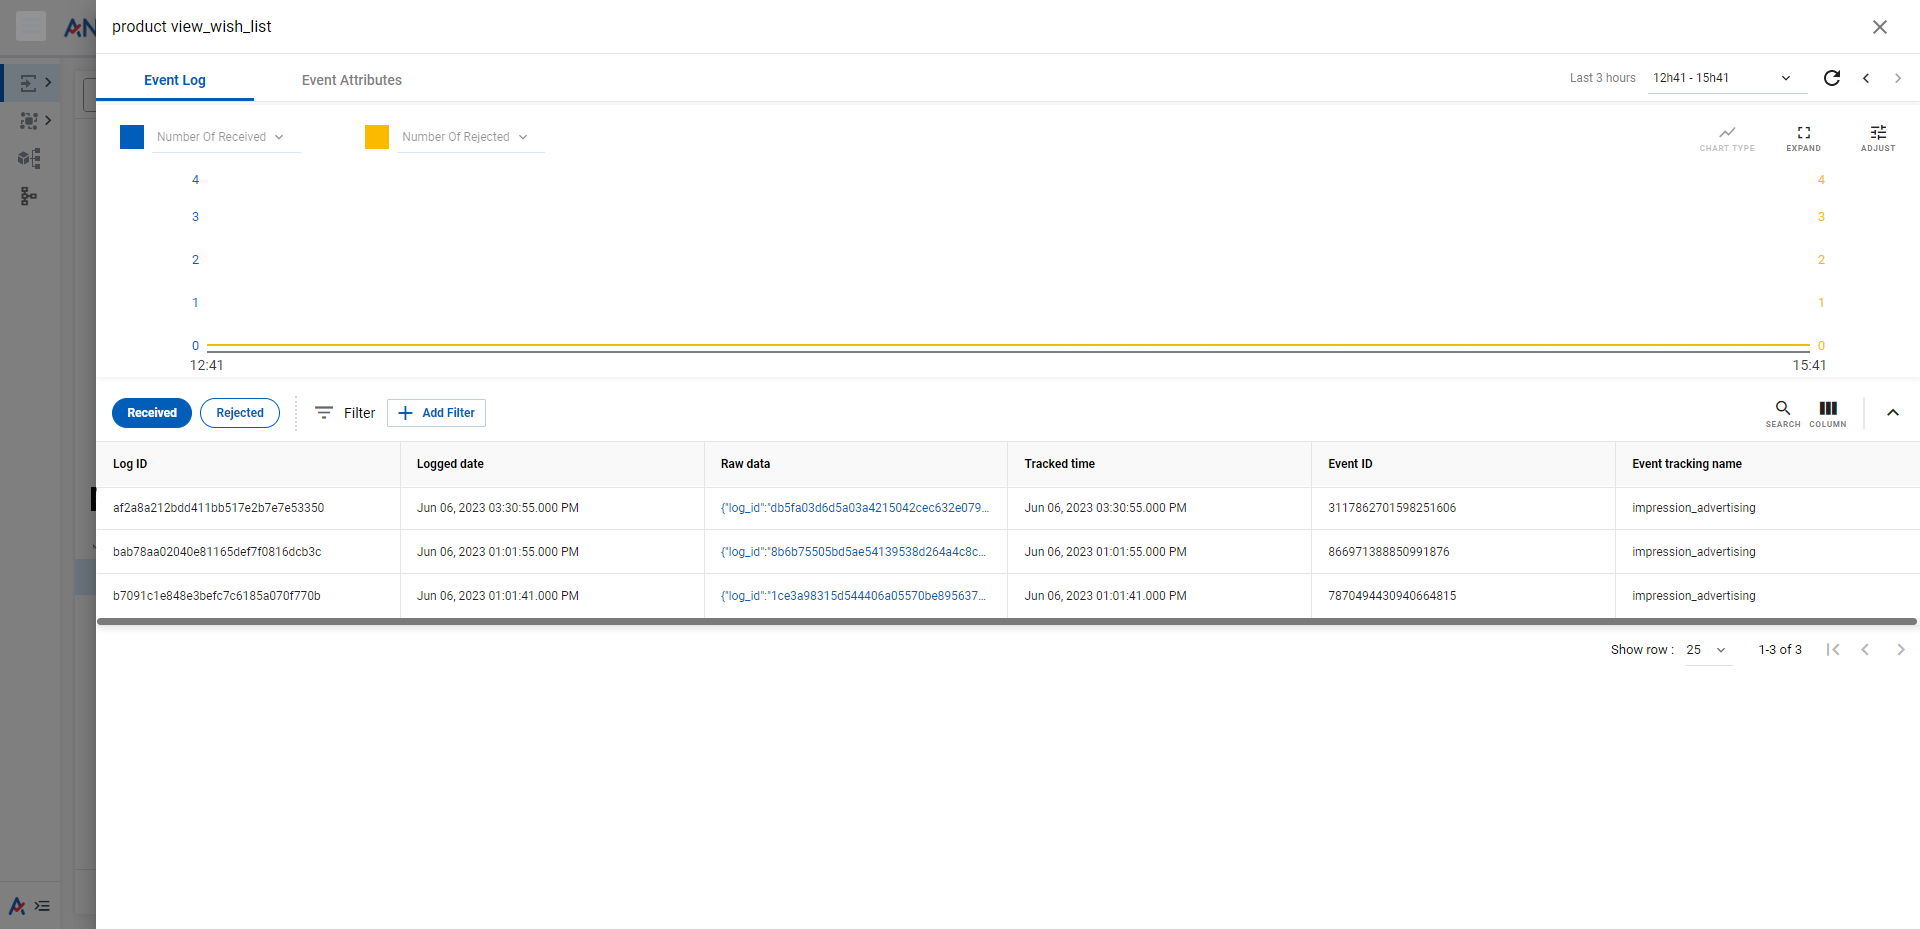 product view_wish_list
AN
Event Log
Event Attributes
Last 3 hours
12h41 - 15h41
Number Of Received
Number Of Rejected
CHART TYPE
EXPAND
ADJUST
4
4
3
3
2
2
1
1
0
0
12:41
15:41
Received
Rejected
Filter
Add Filter
SEARCH
COLUMN
Log ID
Logged date
Raw data
Tracked time
Event ID
Event tracking name
af2a8a212bdd411bb517e2b7e7e53350
Jun 06, 2023 03:30:55.000 PM
{"log_id":"db5fa03d6d5a03a4215042cec632e079...
Jun 06, 2023 03:30:55.000 PM
3117862701598251606
impression_advertising
bab78aa02040e81165def7f0816dcb3c
Jun 06, 2023 01:01:55.000 PM
{"log_id":"8b6b75505bd5ae54139538d264a4c8c...
Jun 06, 2023 01:01:55.000 PM
866971388850991876
impression_advertising
b7091c1e848e3befc7c6185a070f770b
Jun 06, 2023 01:01:41.000 PM
{"log_id":"1ce3a98315d544406a05570be895637...
Jun 06, 2023 01:01:41.000 PM
7870494430940664815
impression_advertising
Show row :
25
1-3 of 3